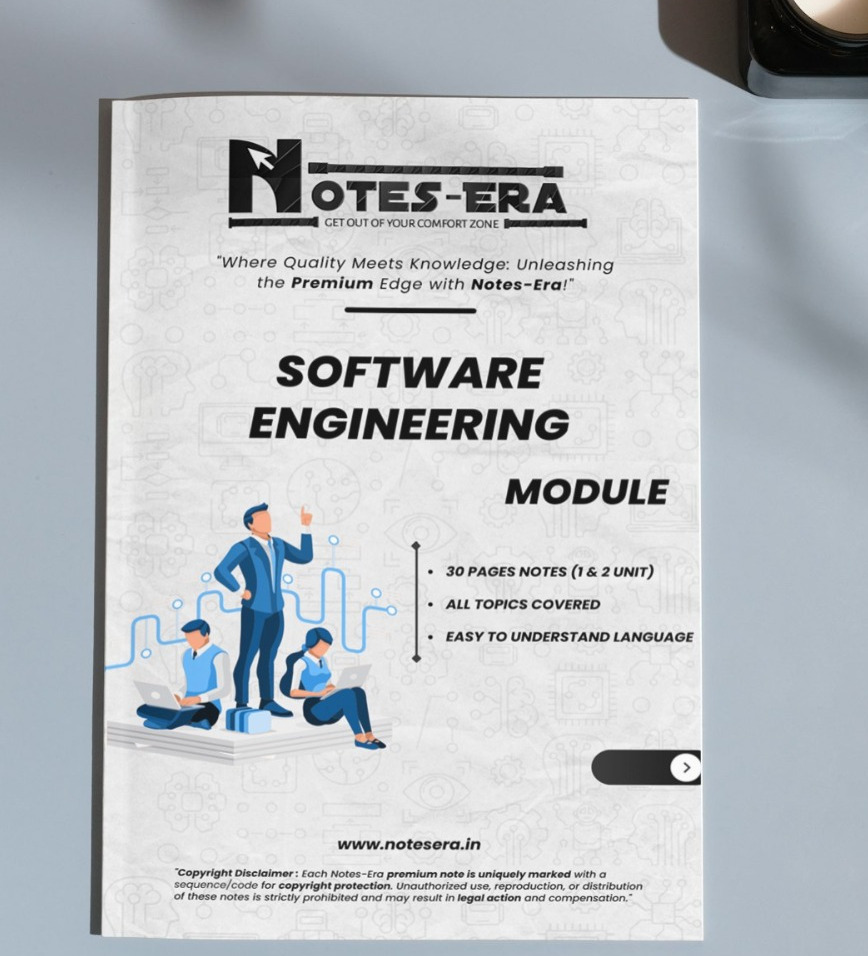 NOTES-ERA
GET OUT OF YOUR COMFORT ZONE
"Where Quality Meets Knowledge: Unleashing
the Premium Edge with Notes-Era!"
SOFTWARE
ENGINEERING
MODULE
• 30 PAGES NOTES (1 & 2 UNIT)
• ALL TOPICS COVERED
• EASY TO UNDERSTAND LANGUAGE
www.notesera.in
"Copyright Disclaimer : Each Notes-Era premium note is uniquely marked with a
sequence/code for copyright protection. Unauthorized use, reproduction, or distribution
of these notes is strictly prohibited and may result in legal action and compensation."